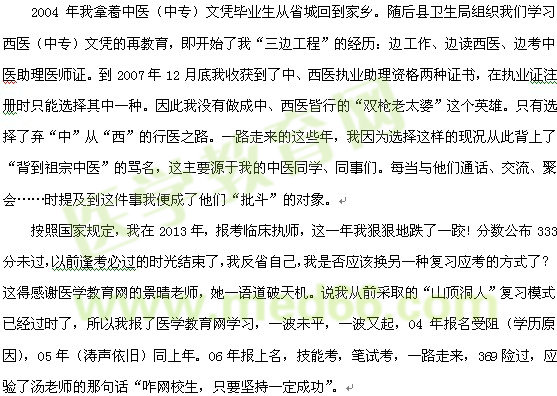 2004 年我拿着中医（中专）文凭毕业生从省城回到家乡。随后县卫生局组织我们学习
西医（中专）文凭的再教育，即开始了我“三边工程”的经历：边工作、边读西医、边考中
医助理医师证。到 2007 年 12 月底我收获到了中、西医执业助理资格两种证书，在执业证注
册时只能选择其中一种。因此我没有做成中、西医皆行的“双枪老太婆”这个英雄。只有选
择了弃“中”从“西”的行医之路。一路走来的这些年，我因为选择这样的现况从此背上了
“背到祖宗中医”的骂名，这主要源于我的中医同学、同事们。每当与他们通话、交流、聚
会……时提及到这件事我便成了他们“批斗”的对象。
按照国家规定，我在 2013 年，报考临床执师，这一年我狠狠地跌了一跤! 分数公布 333
分未过,以前逢考必过的时光结束了,我反省自己,我是否应该换另一种复习应考的方式了?
这得感谢医学教育网的景晴老师，她一语道破天机。说我从前采取的“山顶洞人”复习模式
已经过时了，所以我报了医学教育网学习，一波未平，一波又起，04 年报名受阻（学历原
因），05 年（涛声依旧）同上年。06 年报上名，技能考，笔试考，一路走来，369 险过，应
验了汤老师的那句话“咋网校生，只要坚持一定成功”。
医学教育网
www.med66.com